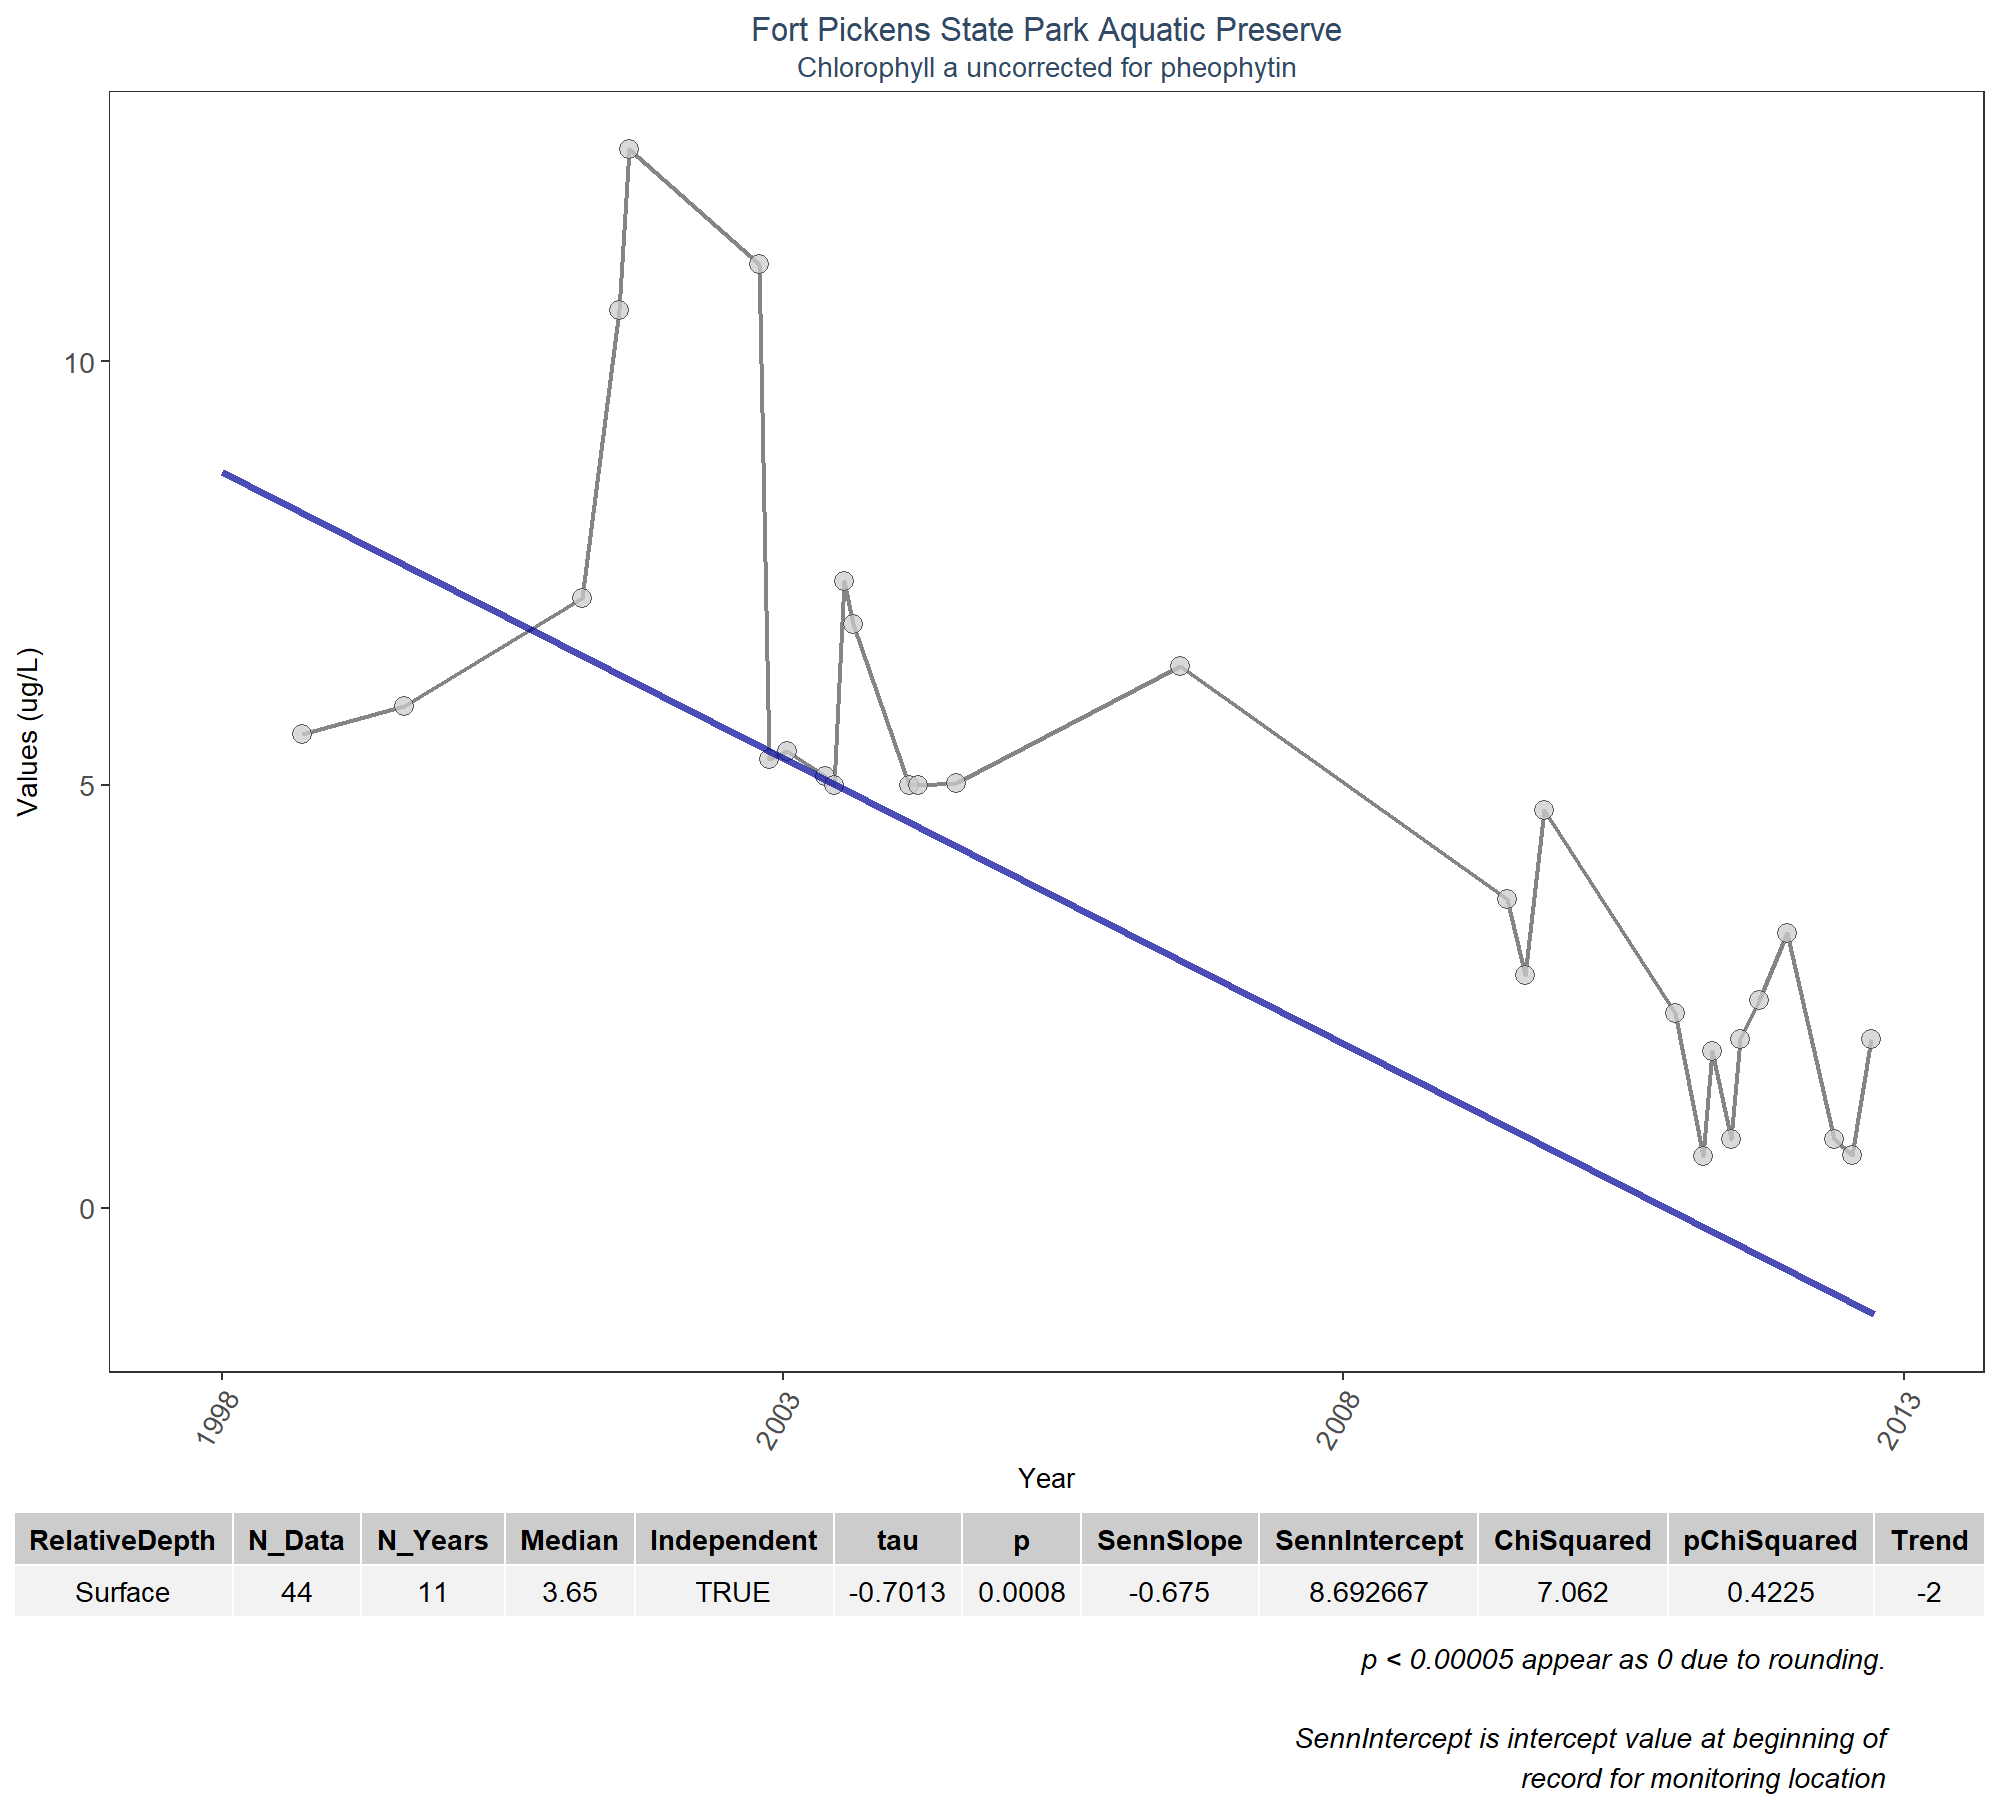 Fort Pickens State Park Aquatic Preserve
Chlorophyll a uncorrected for pheophytin
Values (ug/L)
10
5
0
1998
2003
2008
2013
Year
RelativeDepth N_Data N_Years Median Independent tau p SennSlope SennIntercept ChiSquared pChiSquared Trend
Surface 44 11 3.65 TRUE -0.7013 0.0008 -0.675 8.692667 7.062 0.4225 -2
p < 0.00005 appear as 0 due to rounding.
SennIntercept is intercept value at beginning of
record for monitoring location